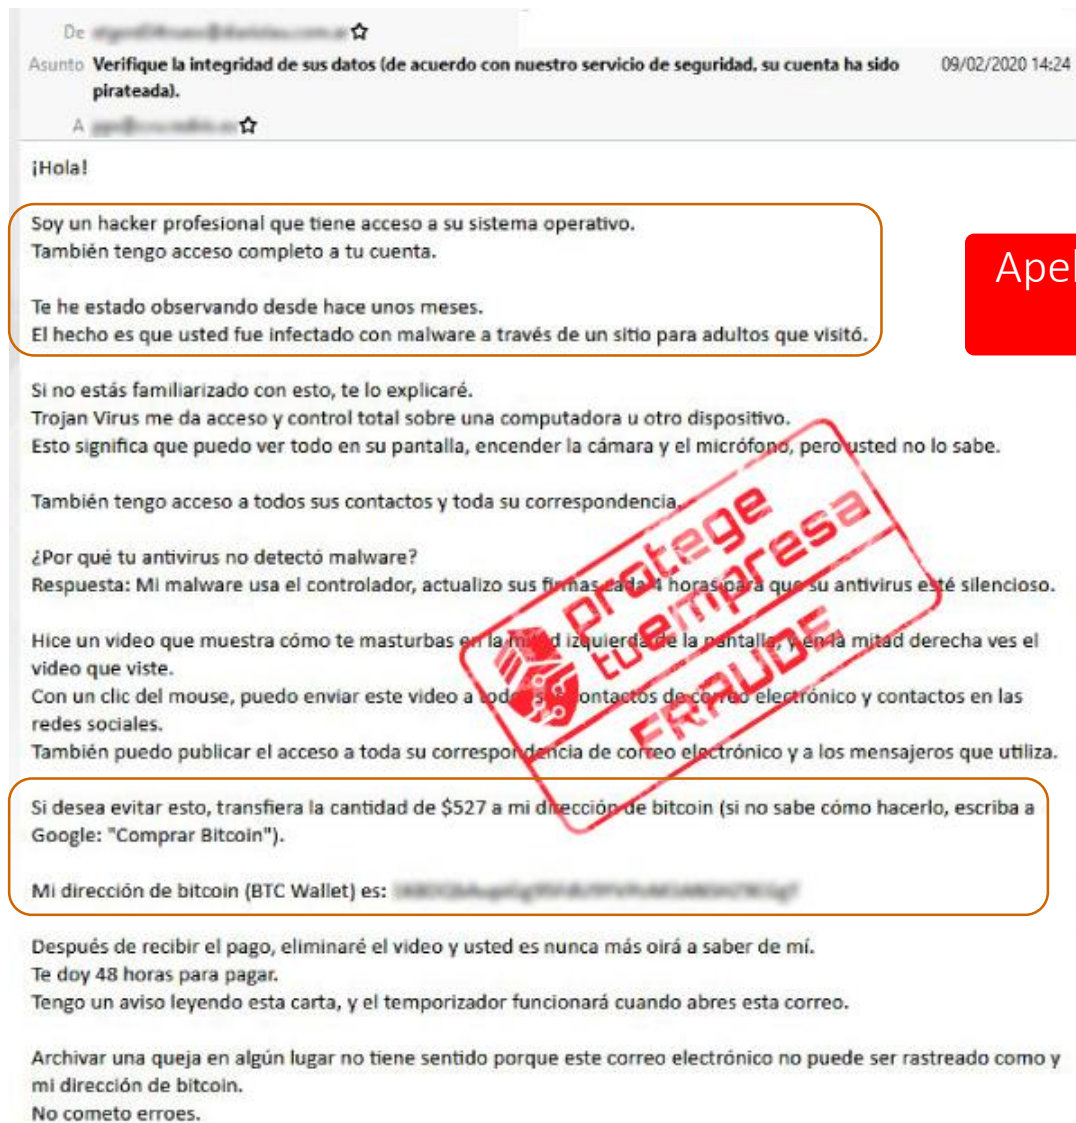 De
Asunto Verifique la integridad de sus datos (de acuerdo con nuestro servicio de seguridad, su cuenta ha sido 09/02/2020 14:24
pirateada).
A
¡Hola!
Soy un hacker profesional que tiene acceso a su sistema operativo.
También tengo acceso completo a tu cuenta.
Apel
Te he estado observando desde hace unos meses.
El hecho es que usted fue infectado con malware a través de un sitio para adultos que visitó.
Si no estás familiarizado con esto, te lo explicaré.
Trojan Virus me da acceso y control total sobre una computadora u otro dispositivo.
Esto significa que puedo ver todo en su pantalla, encender la cámara y el micrófono, pero usted no lo sabe.
También tengo acceso a todos sus contactos y toda su correspondencia.
¿Por qué tu antivirus no detectó malware?
Respuesta: Mi malware usa el controlador, actualizo sus firmas cada 4 horas para que su antivirus esté silencioso.
Hice un video que muestra cómo te masturbas en la mitad izquierda de la pantalla, y en la mitad derecha ves el
video que viste.
Con un clic del mouse, puedo enviar este video a contactos de correo electrónico y contactos en las
redes sociales.
También puedo publicar el acceso a toda su correspondencia de correo electrónico y a los mensajeros que utiliza.
protege
tu empresa
FRAUDE
Si desea evitar esto, transfiera la cantidad de $527 a mi dirección de bitcoin (si no sabe cómo hacerlo, escriba a
Google: "Comprar Bitcoin").
Mi dirección de bitcoin (BTC Wallet) es:
Después de recibir el pago, eliminaré el video y usted es nunca más oirá a saber de mí.
Te doy 48 horas para pagar.
Tengo un aviso leyendo esta carta, y el temporizador funcionará cuando abres esta correo.
Archivar una queja en algún lugar no tiene sentido porque este correo electrónico no puede ser rastreado como y
mi dirección de bitcoin.
No cometo erroes.